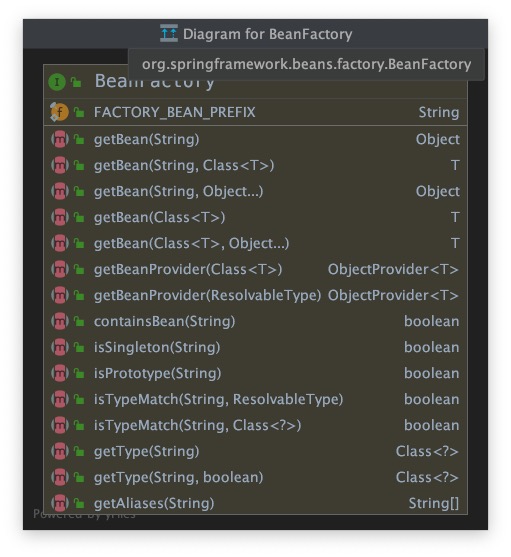 Diagram for BeanFactory
org.springframework.beans.factory.BeanFactory
BeanFactory
FACTORY_BEAN_PREFIX String
getBean(String) Object
getBean(String, Class<T>) T
getBean(String, Object...) Object
getBean(Class<T>) T
getBean(Class<T>, Object...) T
getBeanProvider(Class<T>) ObjectProvider<T>
getBeanProvider(ResolvableType) ObjectProvider<T>
containsBean(String) boolean
isSingleton(String) boolean
isPrototype(String) boolean
isTypeMatch(String, ResolvableType) boolean
isTypeMatch(String, Class<?>) boolean
getType(String) Class<?>
getType(String, boolean) Class<?>
getAliases(String) String[]
Powered by yFiles